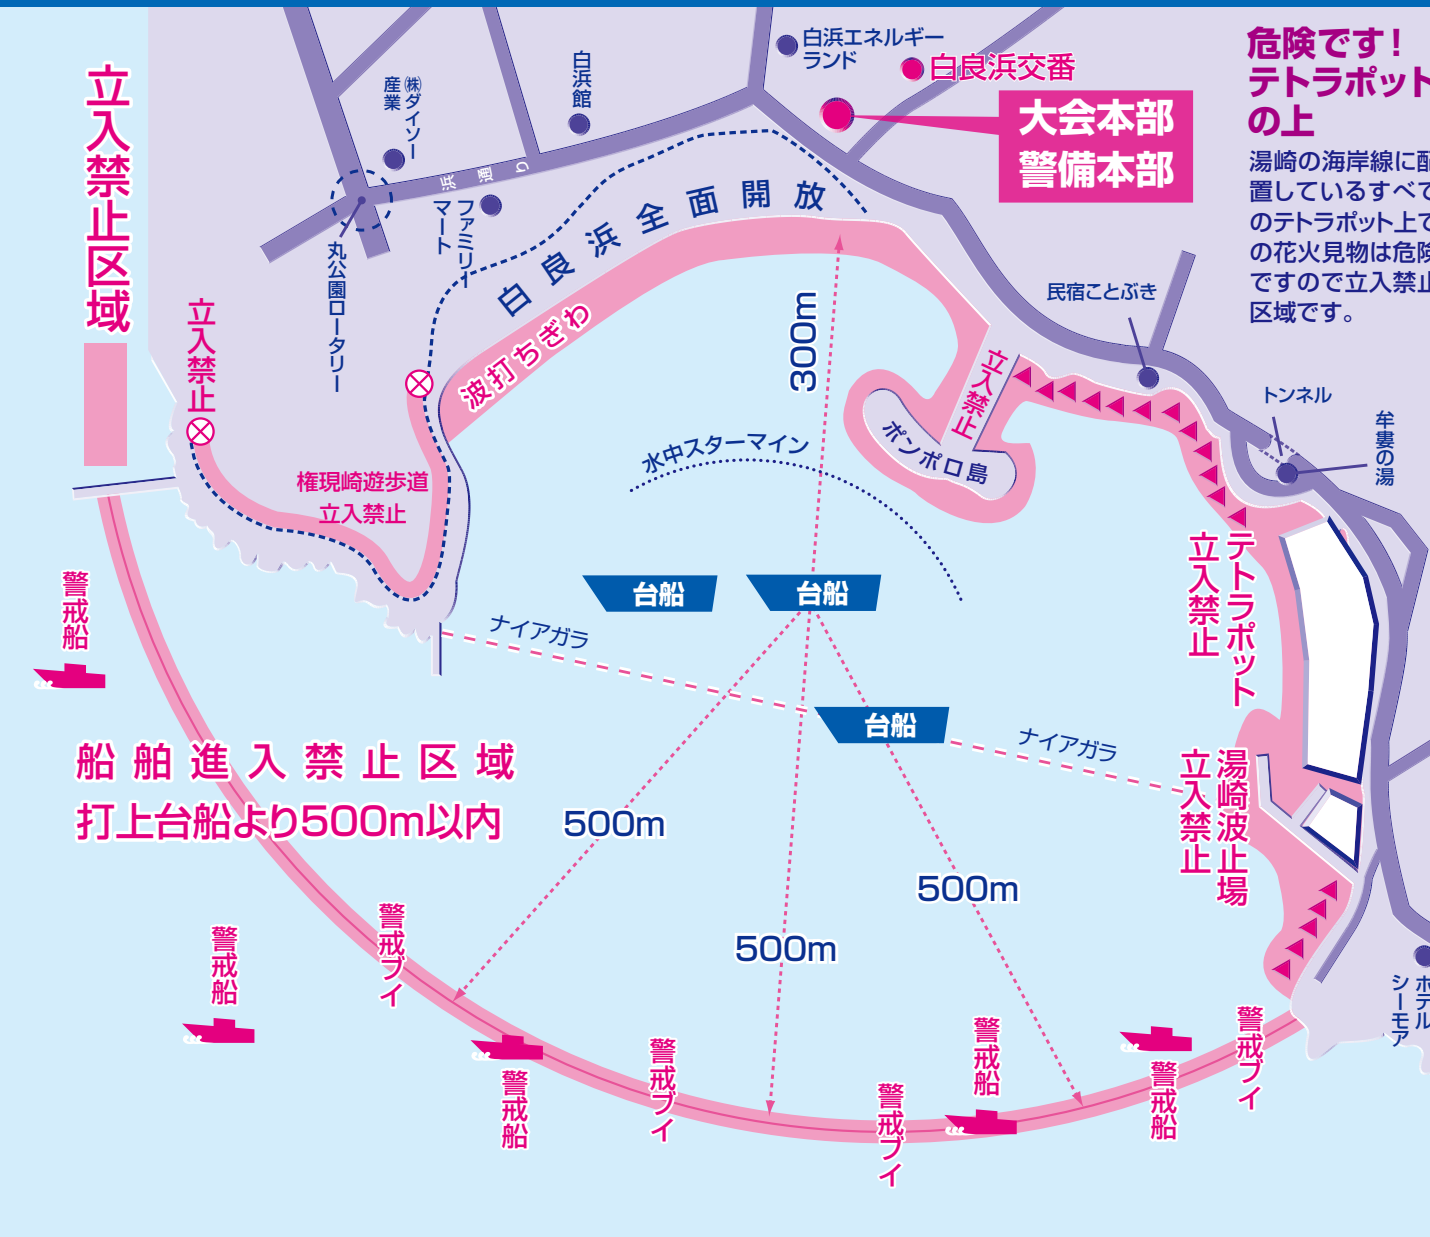 立入禁止区域
㈱ダイソー
産業
白浜館
白浜エネルギー
ランド
白良浜交番
大会本部
警備本部
危険です！
テトラポット
の上
湯崎の海岸線に配
置しているすべて
のテトラポット上で
の花火見物は危険
ですので立入禁止
区域です。
浜通り
ファミリー
マート
丸公園ロータリー
白良浜全面開放
波打ちぎわ
立入禁止
権現崎遊歩道
立入禁止
300m
民宿ことぶき
立入禁止
ポンポロ島
トンネル
牟婁の湯
水中スターマイン
テトラポット
立入禁止
台船
台船
台船
ナイアガラ
ナイアガラ
警戒船
船舶進入禁止区域
打上台船より500m以内
500m
500m
500m
湯崎波止場
立入禁止
警戒船
警戒ブイ
警戒船
警戒ブイ
警戒ブイ
警戒船
警戒船
警戒ブイ
ホテル
シーモア